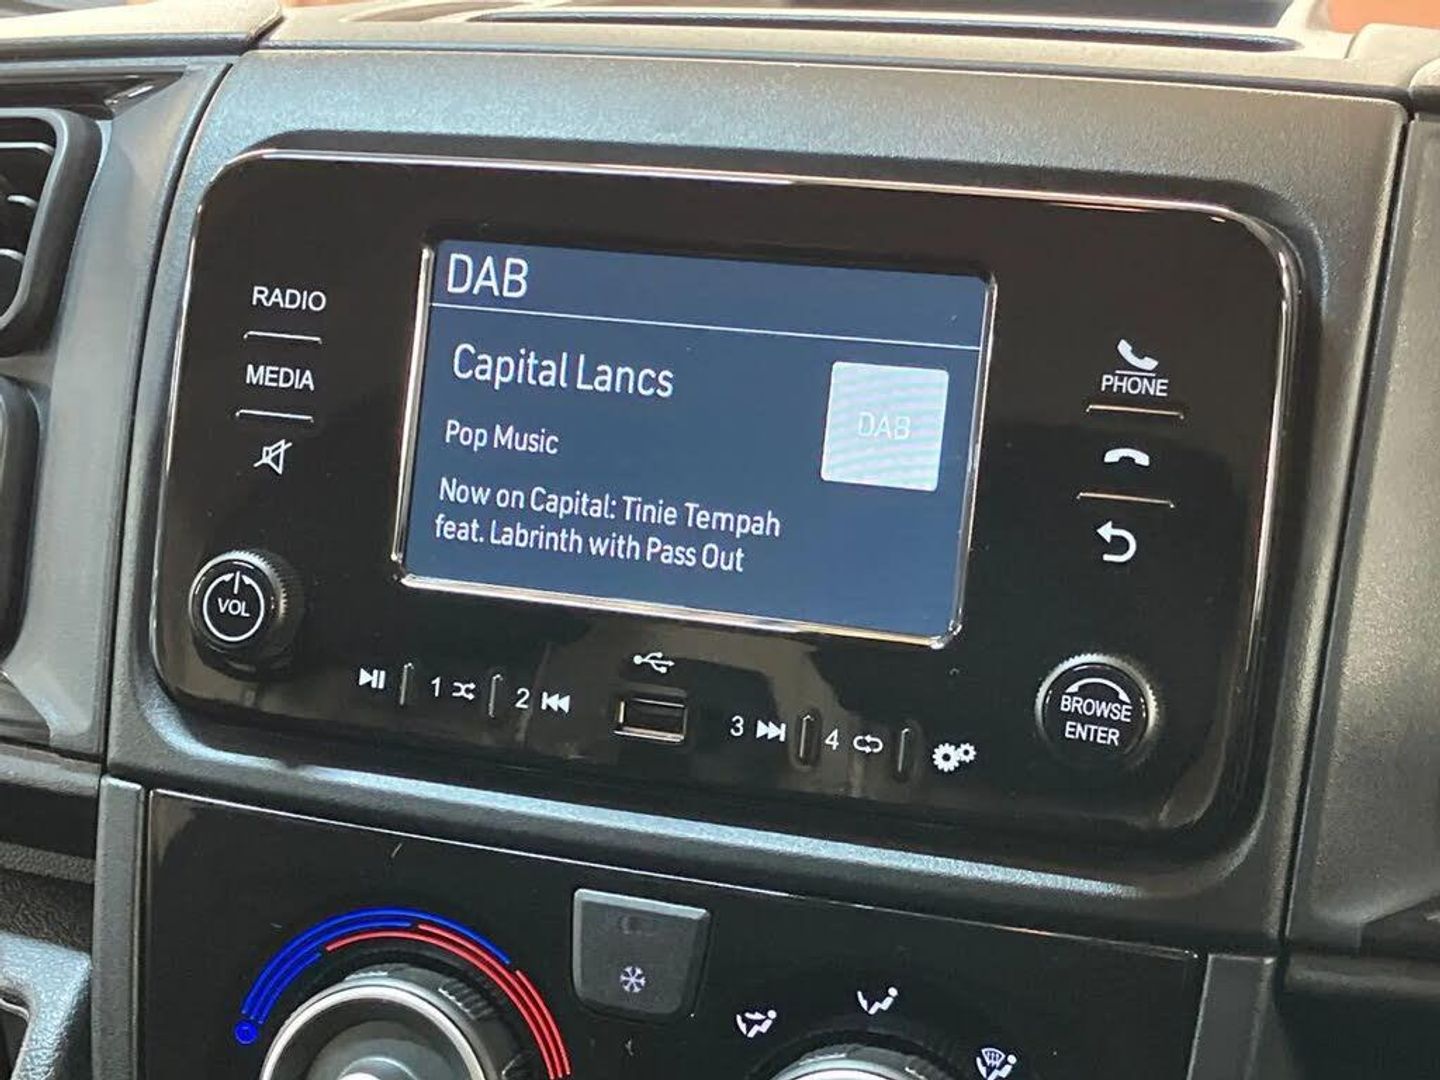 DAB
Capital Lancs
DAB
Pop Music
Now on Capital: Tinie Tempah
feat. Labrinth with Pass Out
RADIO
MEDIA
VOL
1
2
3
4
PHONE
BROWSE
ENTER